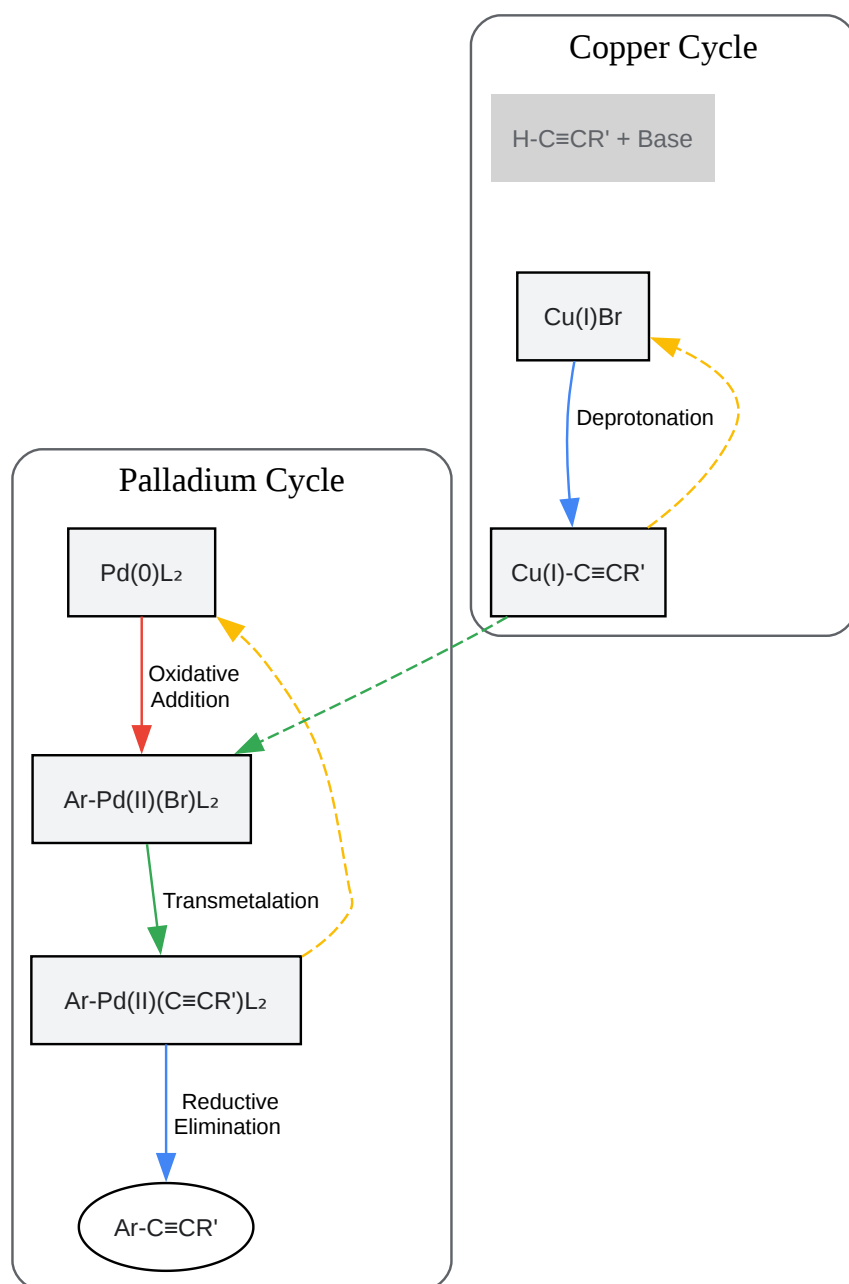 Copper Cycle
H-C≡CR' + Base
Cu(I)Br
Deprotonation
Cu(I)-C≡CR'
Palladium Cycle
Pd(0)L₂
Oxidative
Addition
Ar-Pd(II)(Br)L₂
Transmetalation
Ar-Pd(II)(C≡CR')L₂
Reductive
Elimination
Ar-C≡CR'